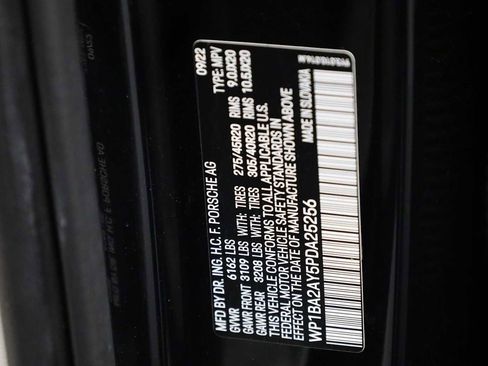 MFD BY DR. ING. H.C. F. PORSCHE AG 09/22
GVWR 6162 LBS TYPE: MPV
GAWR FRONT 3109 LBS WITH: TIRES 275/45R20 RIMS 9.0JX20
GAWR REAR 3208 LBS WITH: TIRES 305/40R20 RIMS 10.5JX20
THIS VEHICLE CONFORMS TO ALL APPLICABLE U.S.
FEDERAL MOTOR VEHICLE SAFETY STANDARDS IN
EFFECT ON THE DATE OF MANUFACTURE SHOWN ABOVE
WP1BA2AY5PDA25256 MADE IN SLOVAKIA